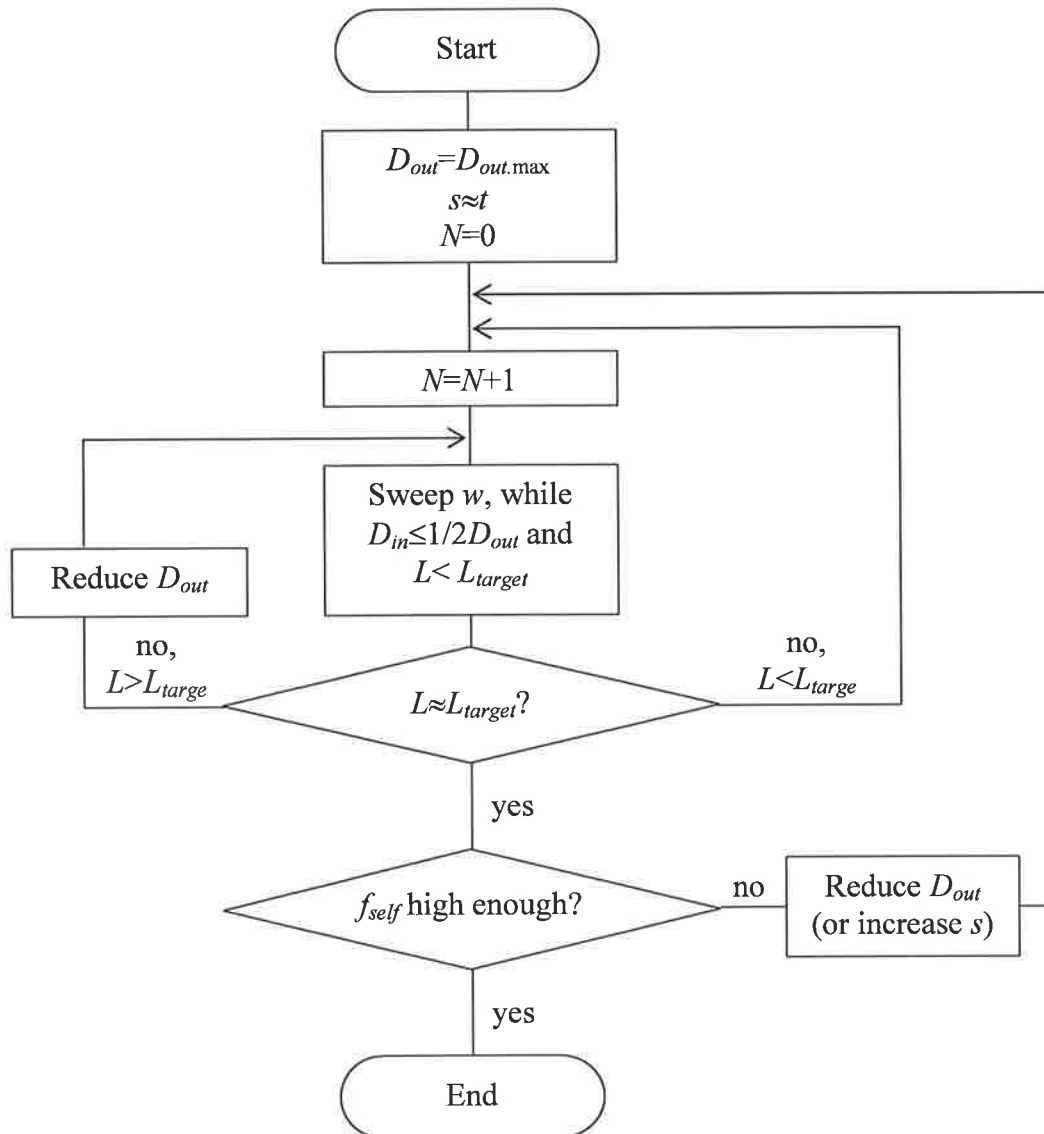 Start
D_out=D_out.max
s≈t
N=0
N=N+1
Sweep w, while
D_in≤1/2D_out and
L< L_target
Reduce D_out
no,
L>L_targe
L≈L_target?
no,
L<L_targe
yes
f_self high enough?
no
Reduce D_out
(or increase s)
yes
End